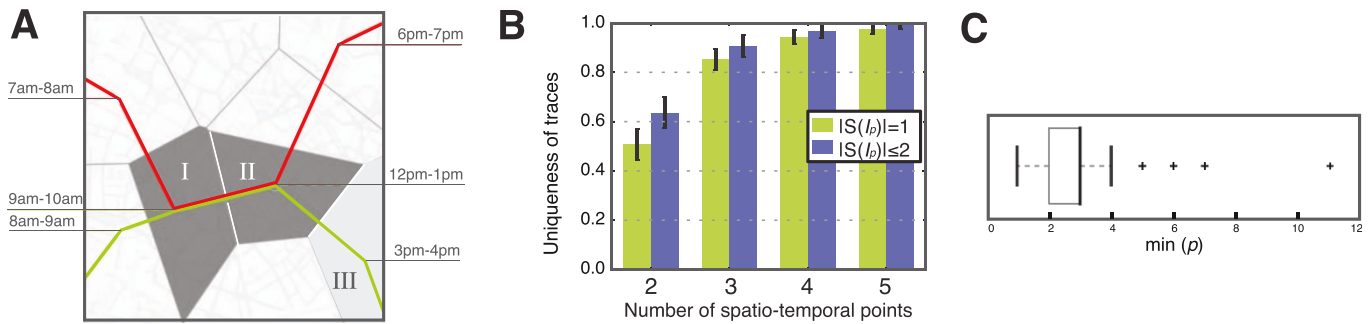 A
7am-8am
6pm-7pm
I
II
9am-10am
8am-9am
12pm-1pm
3pm-4pm
III
B
Uniqueness of traces
1.0
0.8
0.6
0.4
0.2
0.0
|S(Ip)|=1
|S(Ip)|≤2
2 3 4 5
Number of spatio-temporal points
C
0 2 4 6 8 10 12
min (p)